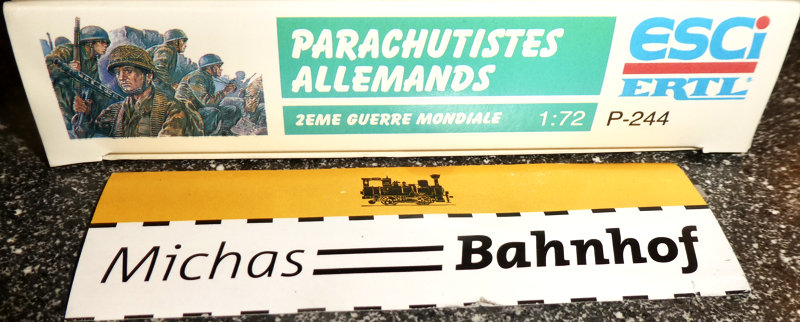 PARACHUTISTES
ALLEMANDS
2EME GUERRE MONDIALE 1:72 P-244
ESCi
ERTL
Michas Bahnhof